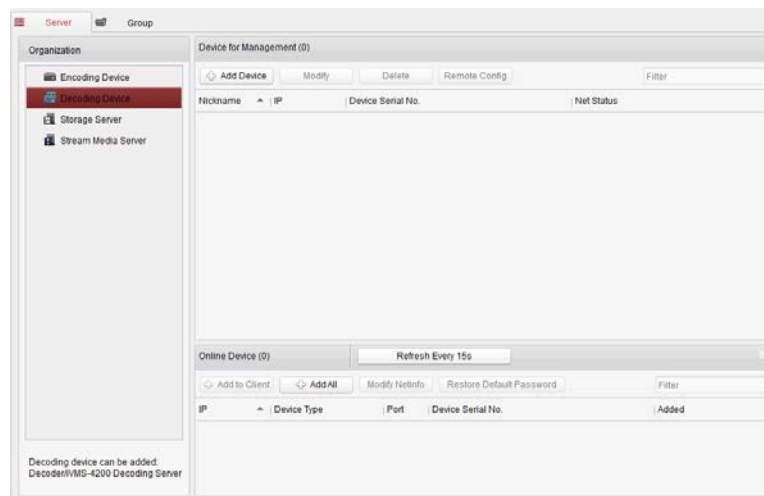 Server Group
Organization
Encoding Device
Decoding Device
Storage Server
Stream Media Server
Decoding device can be added:
Decoder/iVMS-4200 Decoding Server
Device for Management (0)
Add Device Modify Delete Remote Config Filter
Nickname IP Device Serial No. Net Status
Online Device (0) Refresh Every 15s
Add to Client Add All Modify Netinfo Restore Default Password Filter
IP Device Type Port Device Serial No. Added